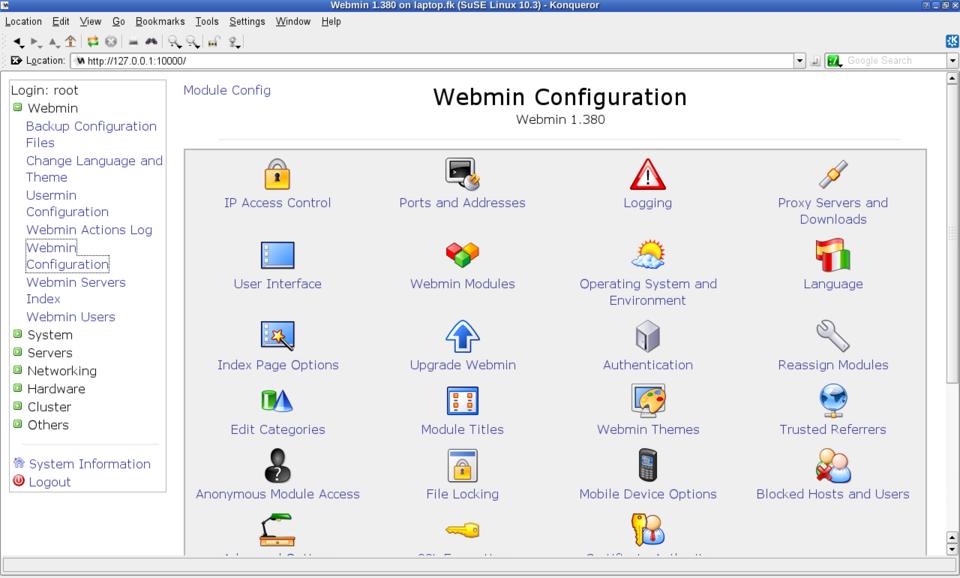 Webmin 1.380 on laptop.fk (SuSE Linux 10.3) - Konqueror
Location Edit View Go Bookmarks Tools Settings Window Help
Location: http://127.0.0.1:10000/ Google Search
Login: root
Webmin
Backup Configuration
Files
Change Language and
Theme
Usermin
Configuration
Webmin Actions Log
Webmin
Configuration
Webmin Servers
Index
Webmin Users
System
Servers
Networking
Hardware
Cluster
Others
System Information
Logout
Module Config
Webmin Configuration
Webmin 1.380
IP Access Control
Ports and Addresses
Logging
Proxy Servers and
Downloads
User Interface
Webmin Modules
Operating System and
Environment
Language
Index Page Options
Upgrade Webmin
Authentication
Reassign Modules
Edit Categories
Module Titles
Webmin Themes
Trusted Referrers
Anonymous Module Access
File Locking
Mobile Device Options
Blocked Hosts and Users